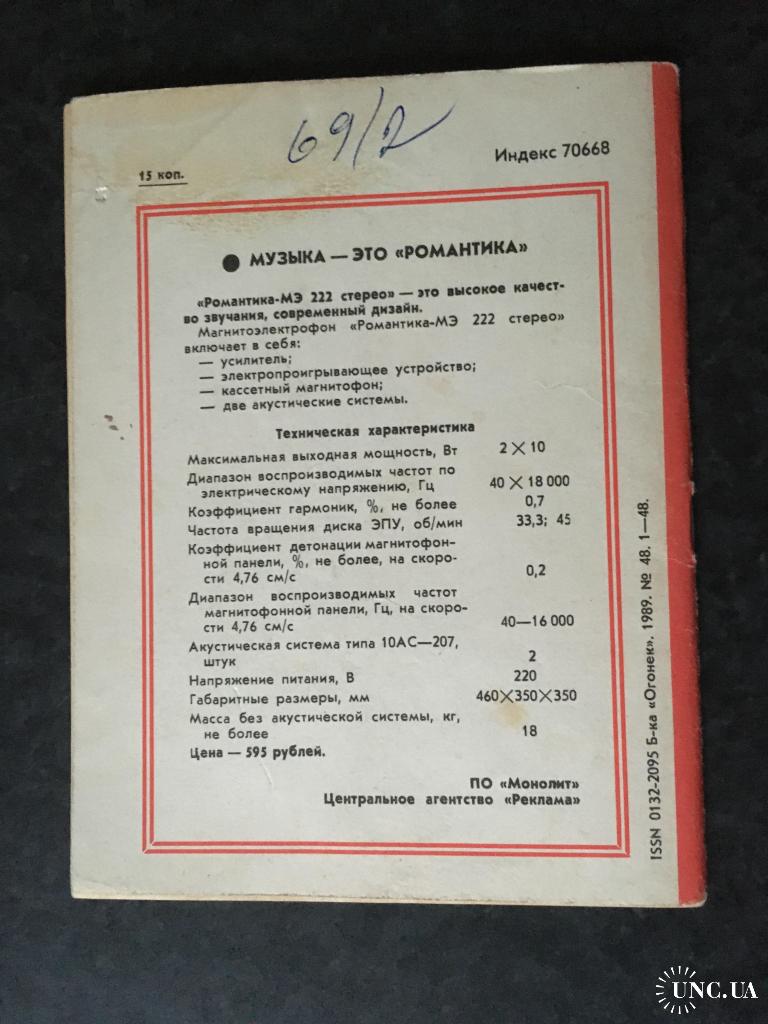 69/2
Индекс 70668
15 коп.
● МУЗЫКА — ЭТО «РОМАНТИКА»
«Романтика-МЭ 222 стерео» — это высокое качест-
во звучания, современный дизайн.
Магнитоэлектрофон «Романтика-МЭ 222 стерео»
включает в себя:
— усилитель;
— электропроигрывающее устройство;
— кассетный магнитофон;
— две акустические системы.
Техническая характеристика
Максимальная выходная мощность, Вт 2 × 10
Диапазон воспроизводимых частот по
электрическому напряжению, Гц 40 × 18 000
Коэффициент гармоник, %, не более 0,7
Частота вращения диска ЭПУ, об/мин 33,3; 45
Коэффициент детонации магнитофон-
ной панели, %, не более, на скоро-
сти 4,76 см/с 0,2
Диапазон воспроизводимых частот
магнитофонной панели, Гц, на скоро-
сти 4,76 см/с 40—16 000
Акустическая система типа 10АС—207,
штук 2
Напряжение питания, В 220
Габаритные размеры, мм 460×350×350
Масса без акустической системы, кг,
не более 18
Цена — 595 рублей.
ПО «Монолит»
Центральное агентство «Реклама»
ISSN 0132-2095 Б-ка «Огонек». 1989. № 48. 1—48.
UNC.UA